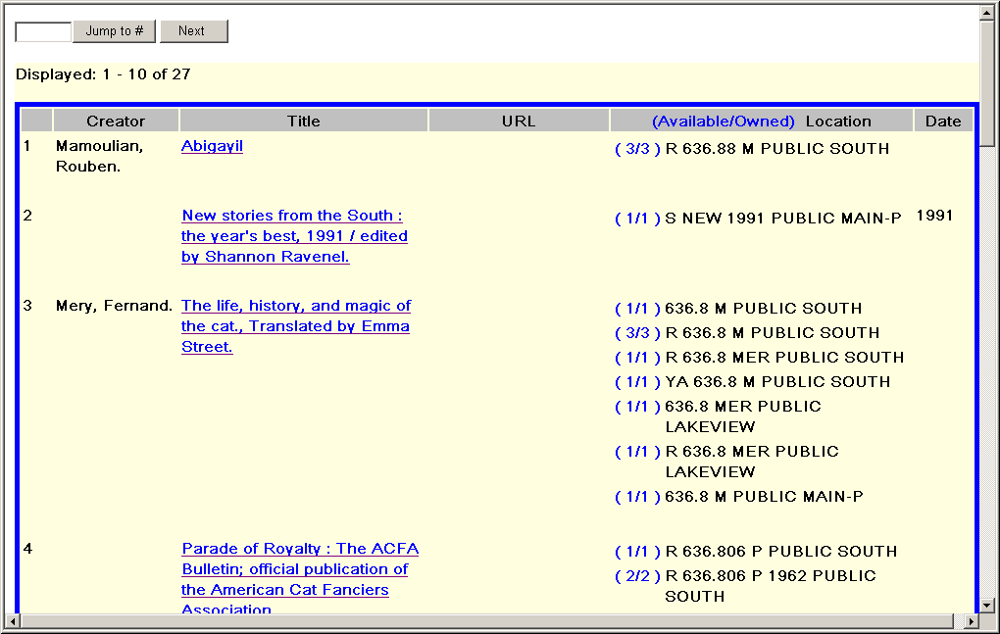 Jump to # Next
Displayed: 1 - 10 of 27
Creator Title URL (Available/Owned) Location Date
1 Mamoulian, Abigayil ( 3/3 ) R 636.88 M PUBLIC SOUTH
Rouben.
2 New stories from the South : ( 1/1 ) S NEW 1991 PUBLIC MAIN-P 1991
the year's best, 1991 / edited
by Shannon Ravenel.
3 Mery, Fernand. The life, history, and magic of ( 1/1 ) 636.8 M PUBLIC SOUTH
the cat., Translated by Emma ( 3/3 ) R 636.8 M PUBLIC SOUTH
Street. ( 1/1 ) R 636.8 MER PUBLIC SOUTH
( 1/1 ) YA 636.8 M PUBLIC SOUTH
( 1/1 ) 636.8 MER PUBLIC
LAKEVIEW
( 1/1 ) R 636.8 MER PUBLIC
LAKEVIEW
( 1/1 ) 636.8 M PUBLIC MAIN-P
4 Parade of Royalty : The ACFA ( 1/1 ) R 636.806 P PUBLIC SOUTH
Bulletin; official publication of ( 2/2 ) R 636.806 P 1962 PUBLIC
the American Cat Fanciers SOUTH
Association